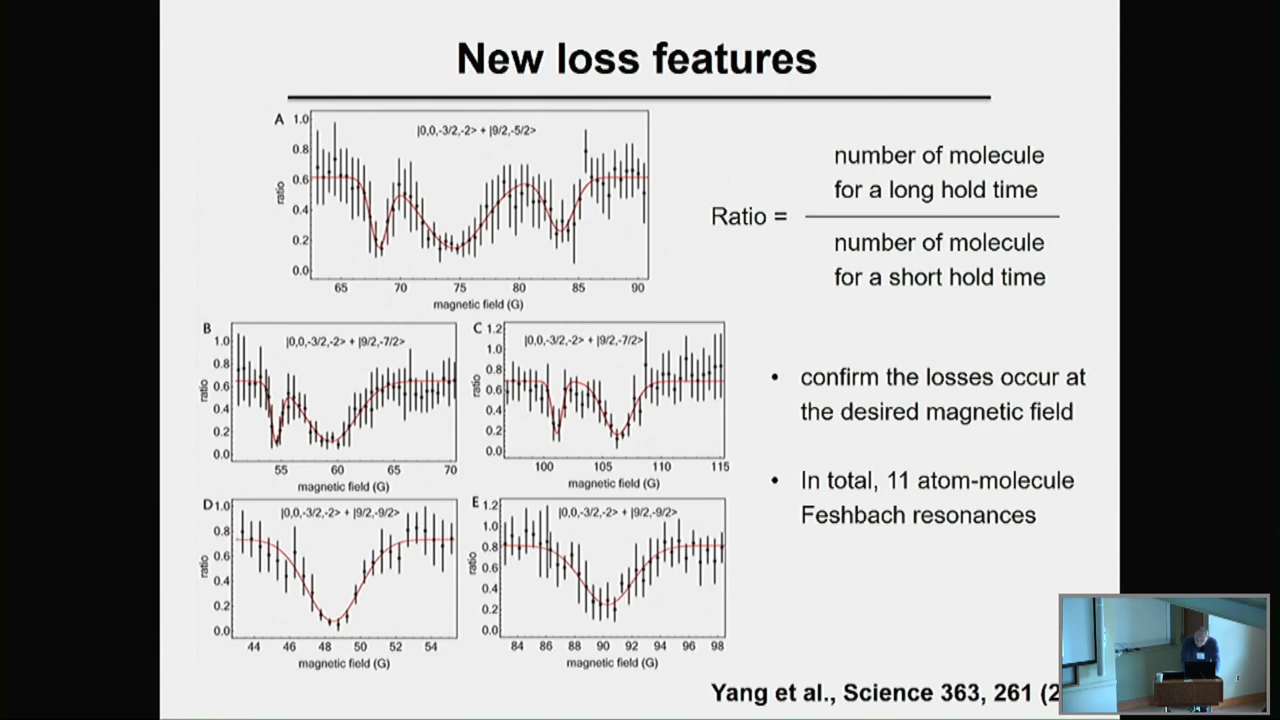 New loss features
A
|0,0,-3/2,-2> + |9/2,-5/2>
1.0
0.8
0.6
0.4
0.2
0.0
ratio
65 70 75 80 85 90
magnetic field (G)
Ratio =
number of molecule
for a long hold time
number of molecule
for a short hold time
B
|0,0,-3/2,-2> + |9/2,-7/2>
1.0
0.8
0.6
0.4
0.2
0.0
ratio
55 60 65 70
magnetic field (G)
C
|0,0,-3/2,-2> + |9/2,-7/2>
1.2
1.0
0.8
0.6
0.4
0.2
0.0
ratio
100 105 110 115
magnetic field (G)
• confirm the losses occur at
the desired magnetic field
• In total, 11 atom-molecule
Feshbach resonances
D
|0,0,-3/2,-2> + |9/2,-9/2>
1.0
0.8
0.6
0.4
0.2
0.0
ratio
44 46 48 50 52 54
magnetic field (G)
E
|0,0,-3/2,-2> + |9/2,-9/2>
1.2
1.0
0.8
0.6
0.4
0.2
0.0
ratio
84 86 88 90 92 94 96 98
magnetic field (G)
Yang et al., Science 363, 261 (2